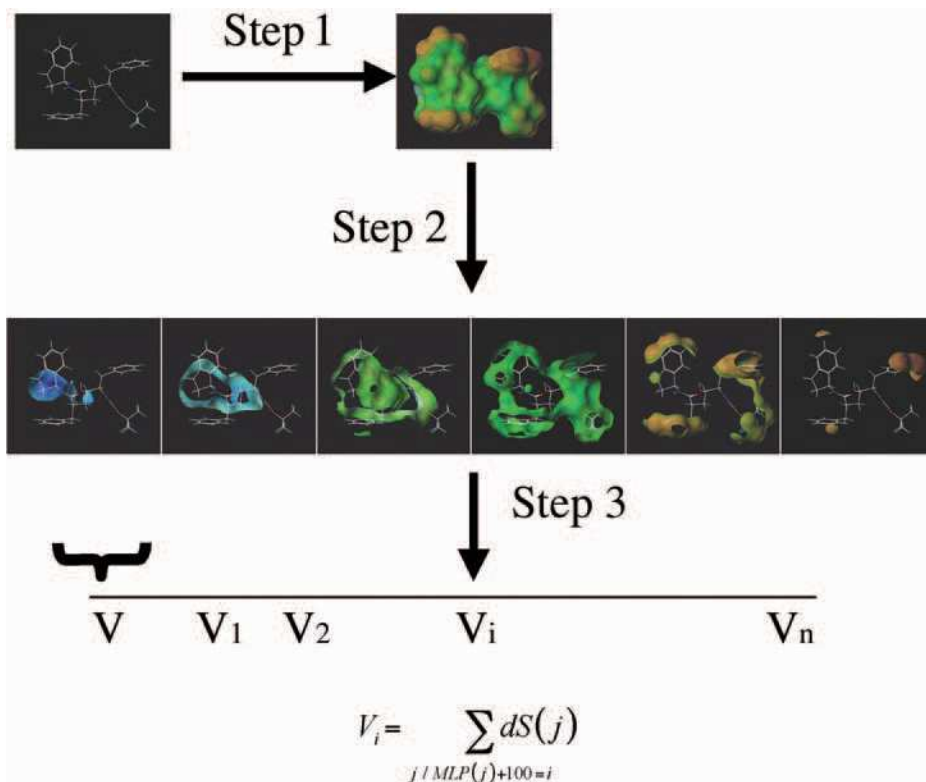 Step 1
Step 2
Step 3
V V1 V2 Vi Vn
Vi = ∑ dS(j)
j / MLP(j)+100=i